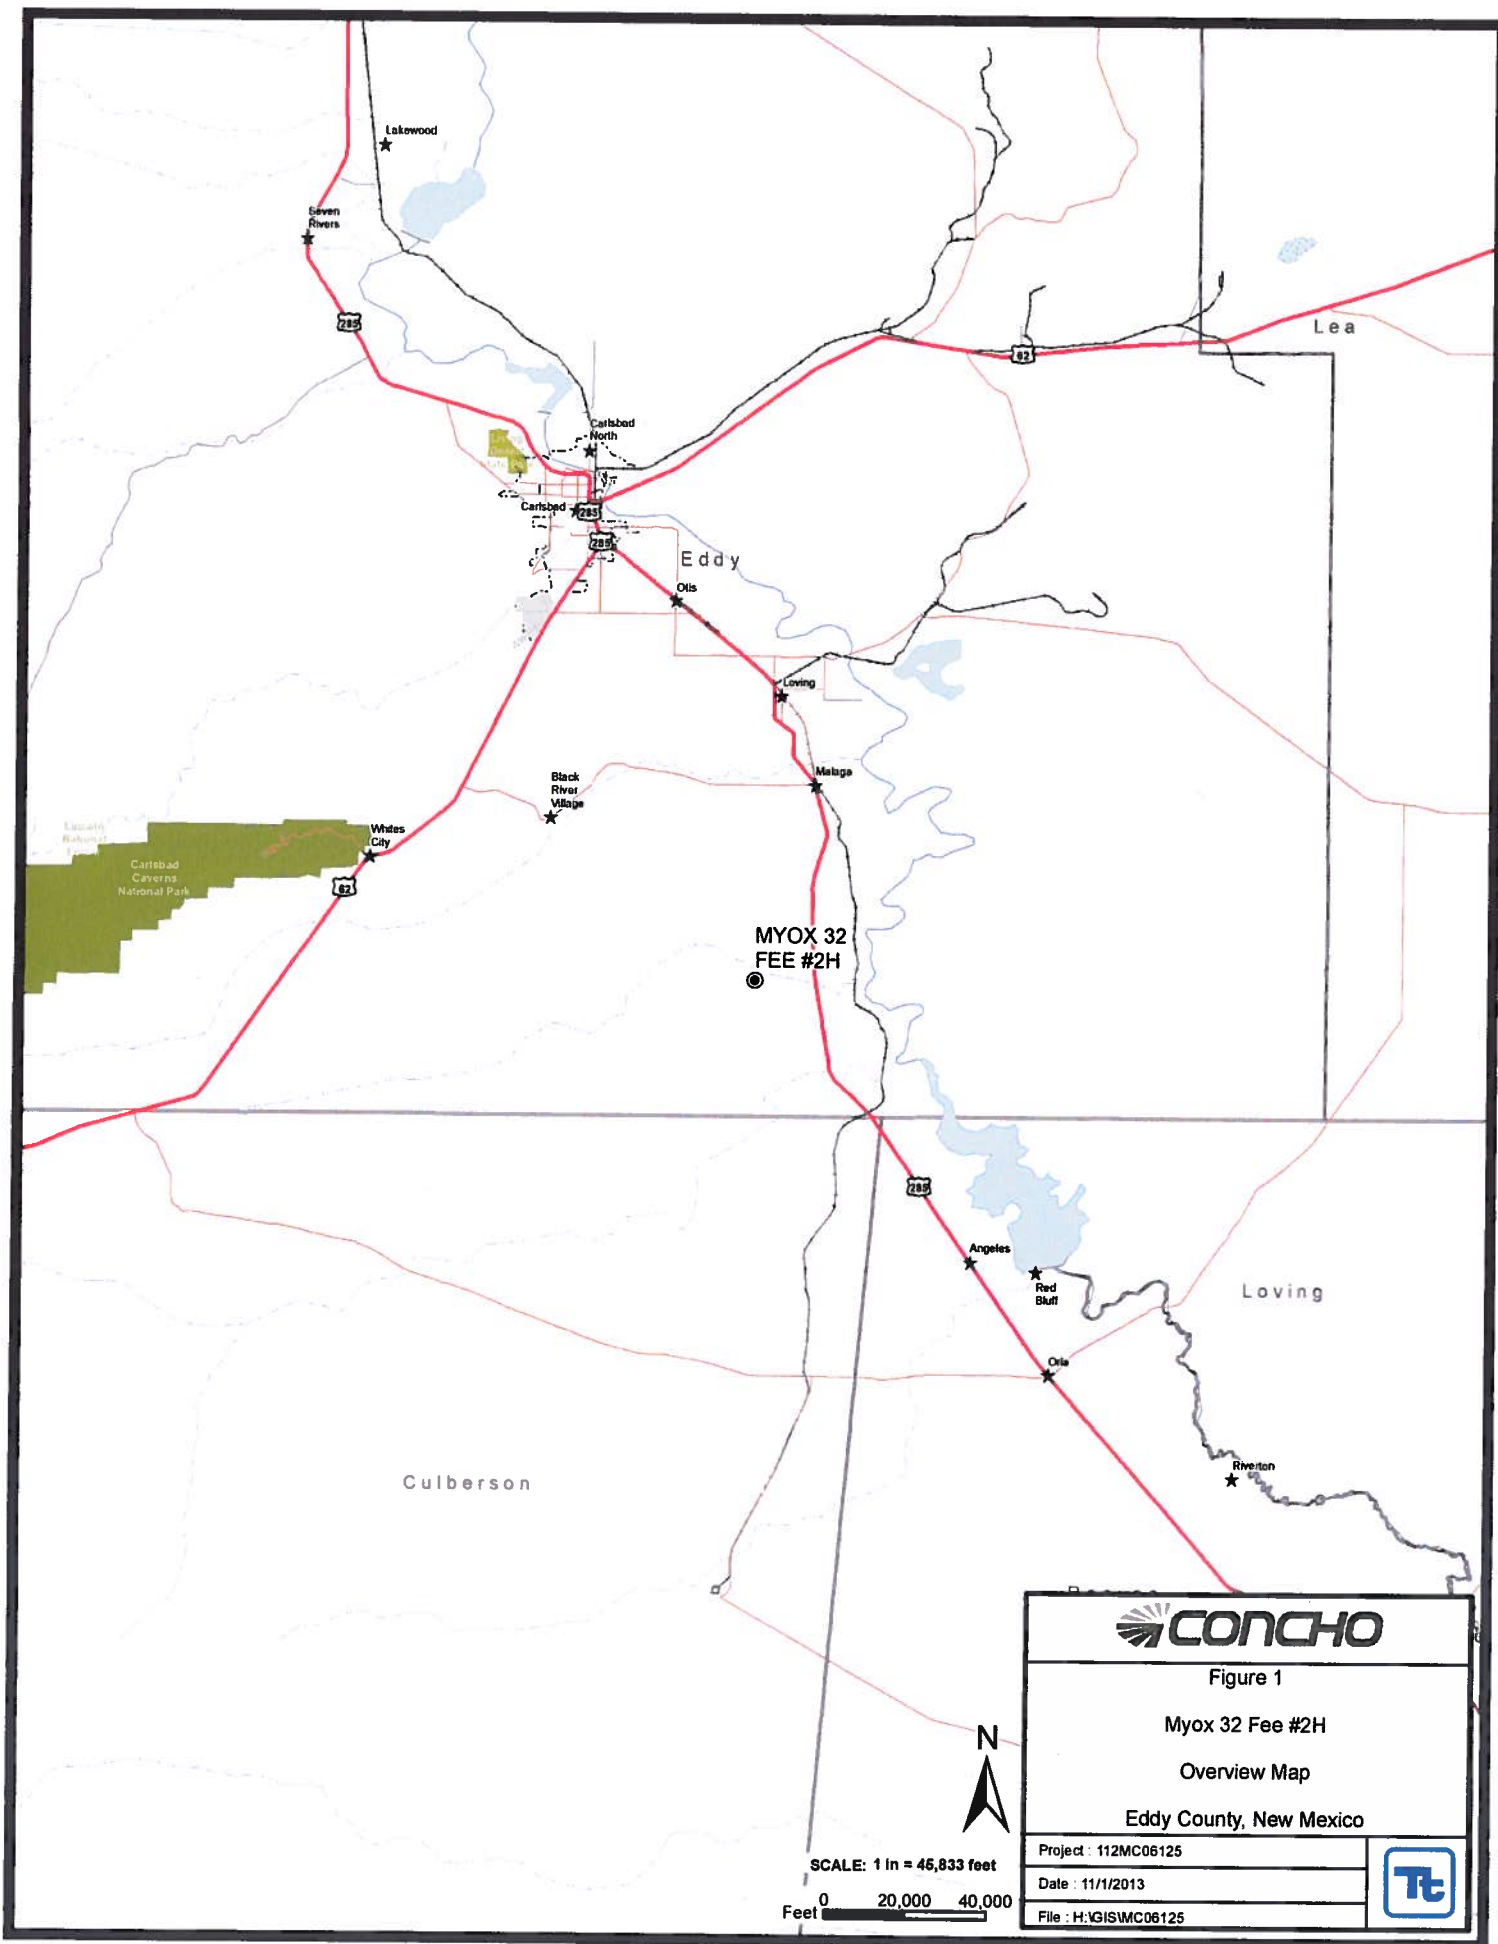 Lakewood
Seven
Rivers
285
Lea
62
Carlsbad
North
Carlsbad
285
285
Eddy
Otis
Loving
Malaga
Black
River
Village
Whites
City
Carlsbad
Caverns
National Park
62
MYOX 32
FEE #2H
285
Angeles
Red
Bluff
Loving
Orla
Culberson
Riverton
CONCHO
Figure 1
Myox 32 Fee #2H
Overview Map
Eddy County, New Mexico
Project : 112MC06125
Date : 11/1/2013
File : H:\GIS\MC06125
Tt
N
SCALE: 1 in = 45,833 feet
Feet 0 20,000 40,000